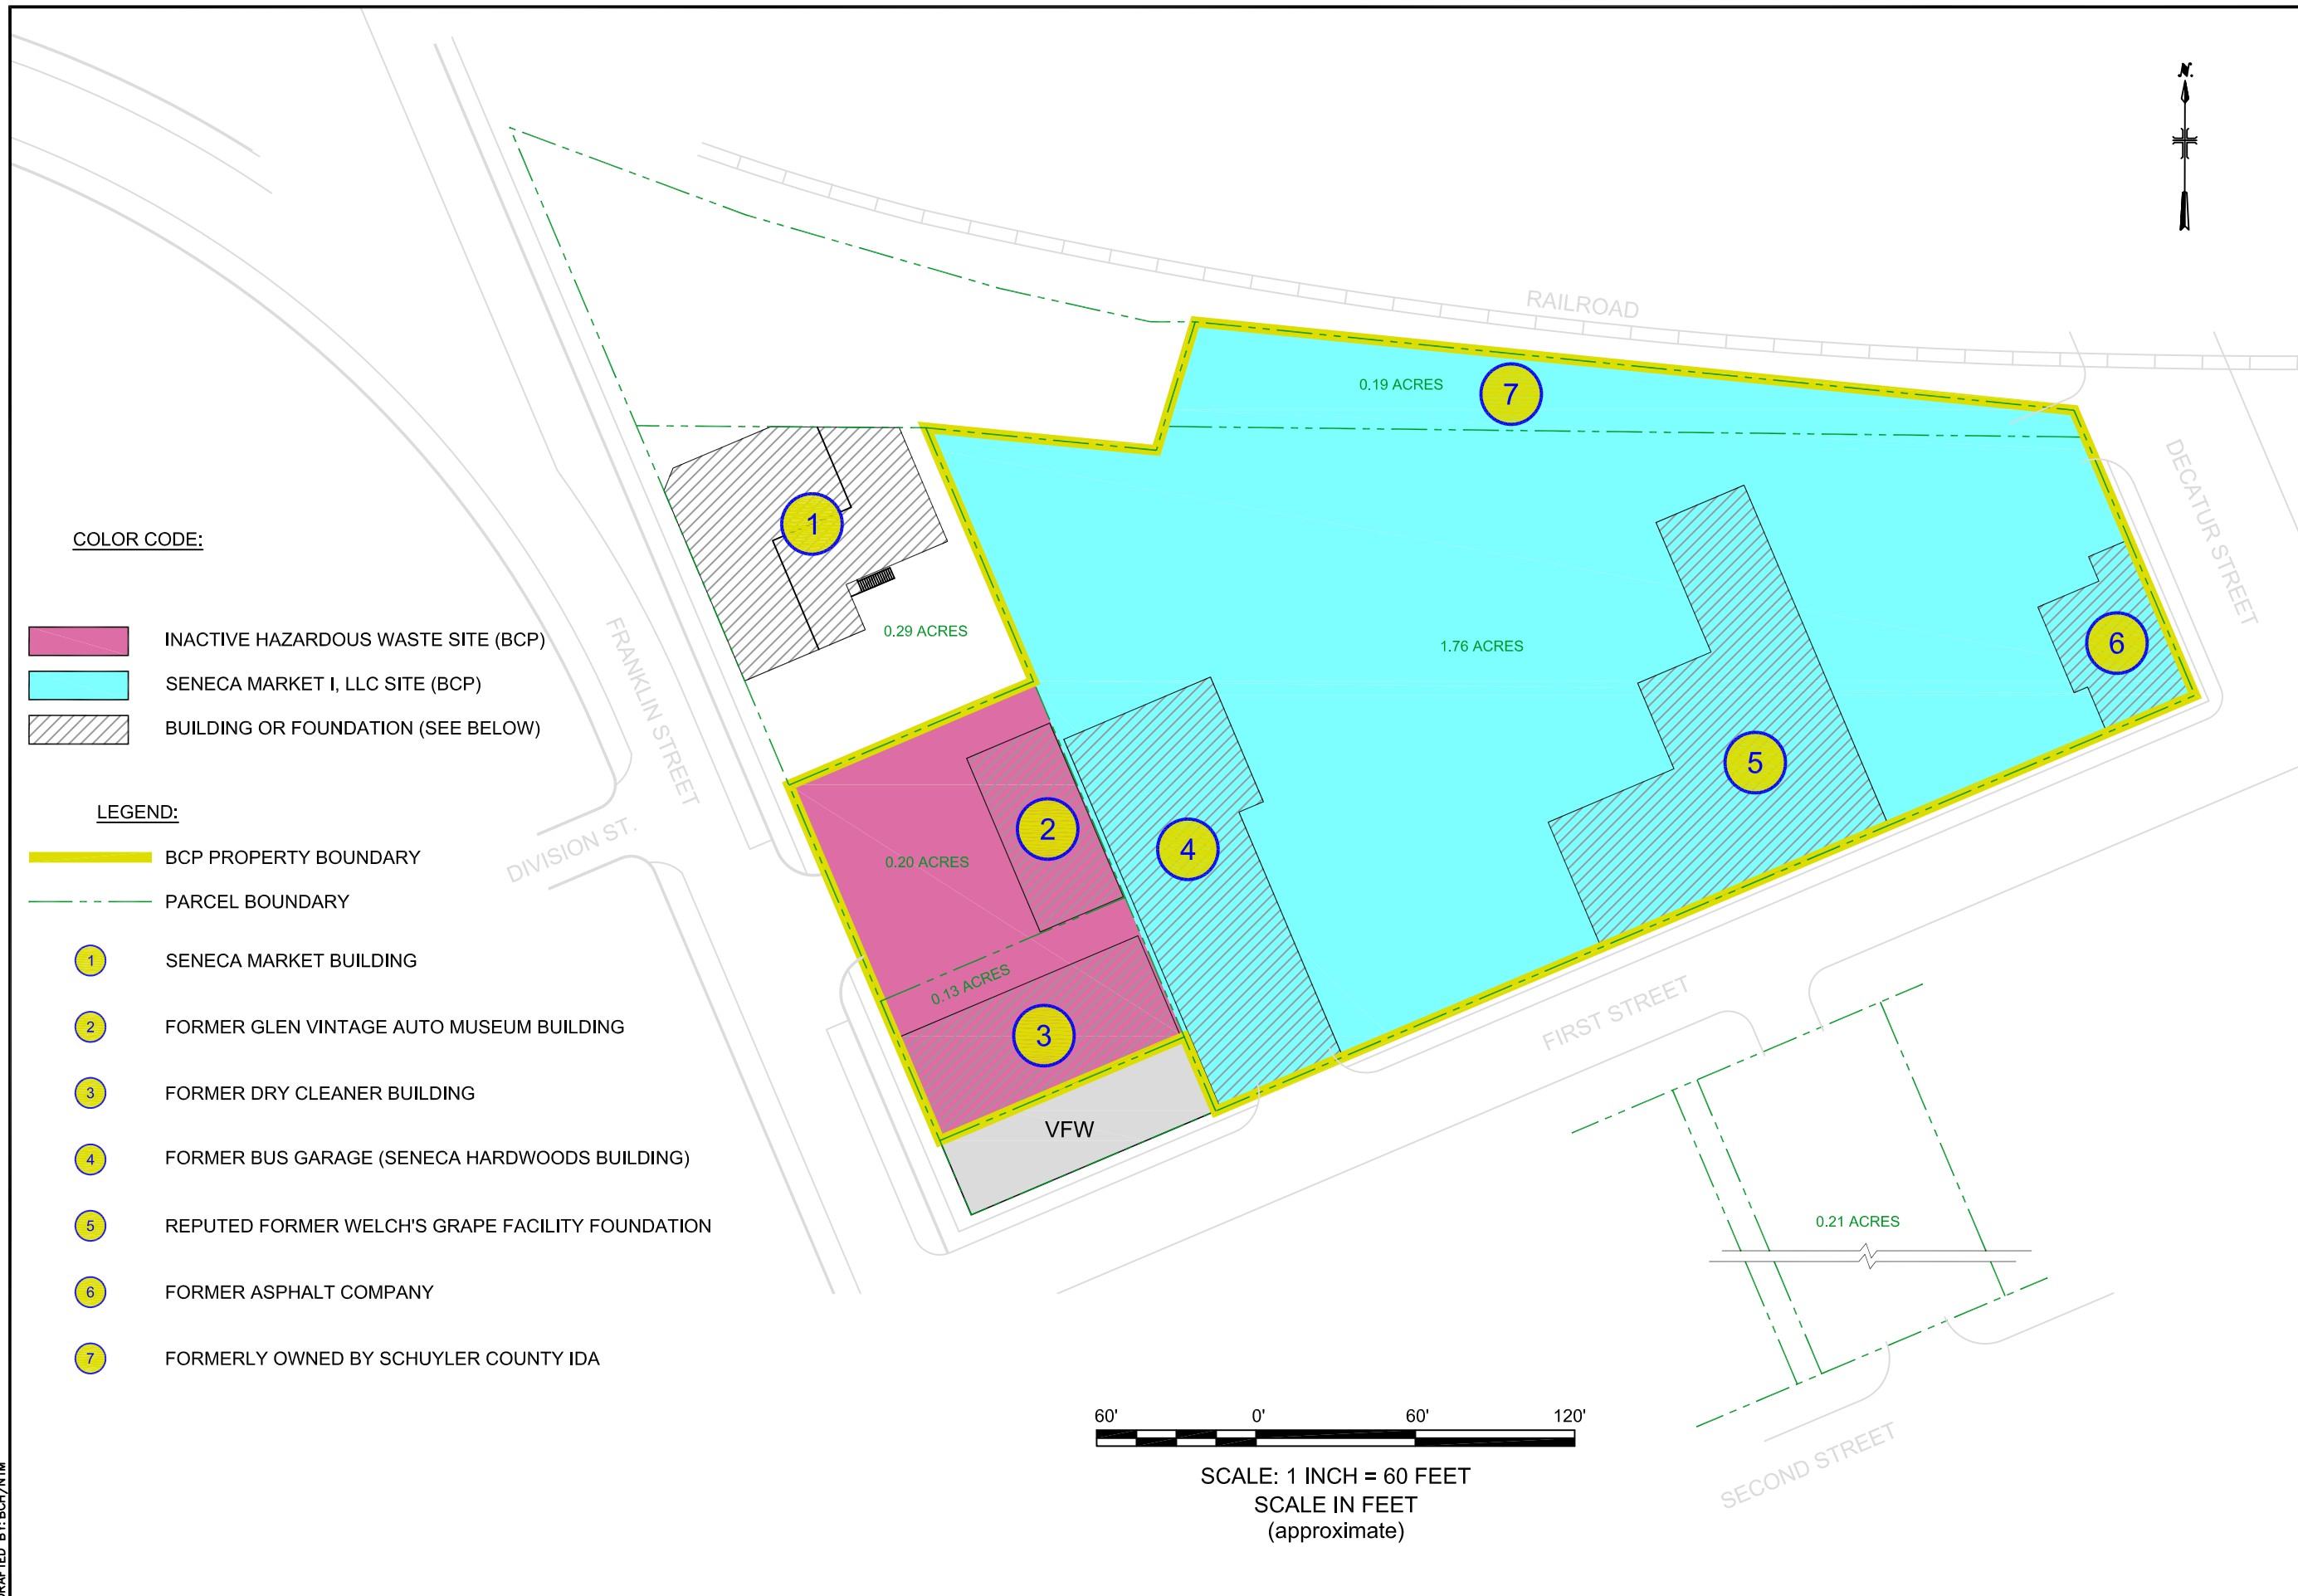 N.
RAILROAD
0.19 ACRES
7
DECATUR STREET
1
COLOR CODE:
INACTIVE HAZARDOUS WASTE SITE (BCP)
SENECA MARKET I, LLC SITE (BCP)
BUILDING OR FOUNDATION (SEE BELOW)
0.29 ACRES
1.76 ACRES
6
FRANKLIN STREET
5
LEGEND:
BCP PROPERTY BOUNDARY
PARCEL BOUNDARY
DIVISION ST.
2
4
0.20 ACRES
0.13 ACRES
3
FIRST STREET
VFW
1 SENECA MARKET BUILDING
2 FORMER GLEN VINTAGE AUTO MUSEUM BUILDING
3 FORMER DRY CLEANER BUILDING
4 FORMER BUS GARAGE (SENECA HARDWOODS BUILDING)
5 REPUTED FORMER WELCH'S GRAPE FACILITY FOUNDATION
6 FORMER ASPHALT COMPANY
7 FORMERLY OWNED BY SCHUYLER COUNTY IDA
0.21 ACRES
SECOND STREET
60' 0' 60' 120'
SCALE: 1 INCH = 60 FEET
SCALE IN FEET
(approximate)